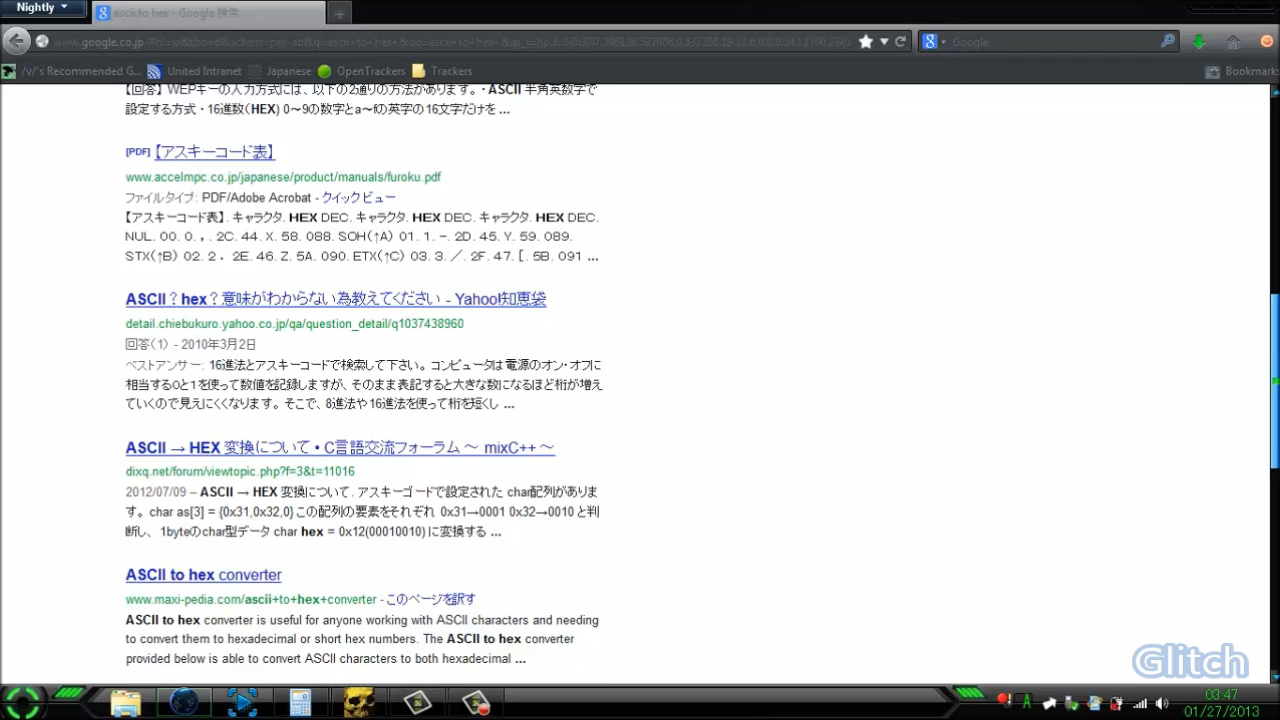 Nightly
ascii to hex - Google 検索
Google
/v/'s Recommended G...
United Intranet
Japanese
OpenTrackers
Trackers
Bookmark
【回答】 WEPキーの入力方式には、以下の2通りの方法があります。 ・ASCII 半角英数字で
設定する方式 ・16進数(HEX) 0～9の数字とa～fの英字の16文字だけを ...
[PDF] 【アスキーコード表】
www.accelmpc.co.jp/japanese/product/manuals/furoku.pdf
ファイルタイプ: PDF/Adobe Acrobat - クイックビュー
【アスキーコード表】. キャラクタ. HEX DEC. キャラクタ. HEX DEC. キャラクタ. HEX DEC.
NUL. 00. 0. , . 2C. 44. X. 58. 088. SOH(↑A) 01. 1. -. 2D. 45. Y. 59. 089.
STX(↑B) 02. 2 . 2E. 46. Z. 5A. 090. ETX(↑C) 03. 3. ／. 2F. 47. [. 5B. 091 ...
ASCII？hex？意味がわからない為教えてください - Yahoo!知恵袋
detail.chiebukuro.yahoo.co.jp/qa/question_detail/q1037438960
回答(1) - 2010年3月2日
ベストアンサー: 16進法とアスキーコードで検索して下さい。 コンピュータは電源のオン・オフに
相当する0と1を使って数値を記録しますが、そのまま表記すると大きな数になるほど桁が増え
ていくので見えにくくなります。 そこで、8進法や16進法を使って桁を短くし ...
ASCII → HEX 変換について • C言語交流フォーラム ～ mixC++ ～
dixq.net/forum/viewtopic.php?f=3&t=11016
2012/07/09 – ASCII → HEX 変換について. アスキーゴードで設定された char配列がありま
す。 char as[3] = {0x31,0x32,0} この配列の要素をそれぞれ 0x31→0001 0x32→0010 と判
断し、 1byteのchar型データ char hex = 0x12(00010010) に変換する ...
ASCII to hex converter
www.maxi-pedia.com/ascii+to+hex+converter - このページを訳す
ASCII to hex converter is useful for anyone working with ASCII characters and needing
to convert them to hexadecimal or short hex numbers. The ASCII to hex converter
provided below is able to convert ASCII characters to both hexadecimal ...
Glitch
03:47
01/27/2013